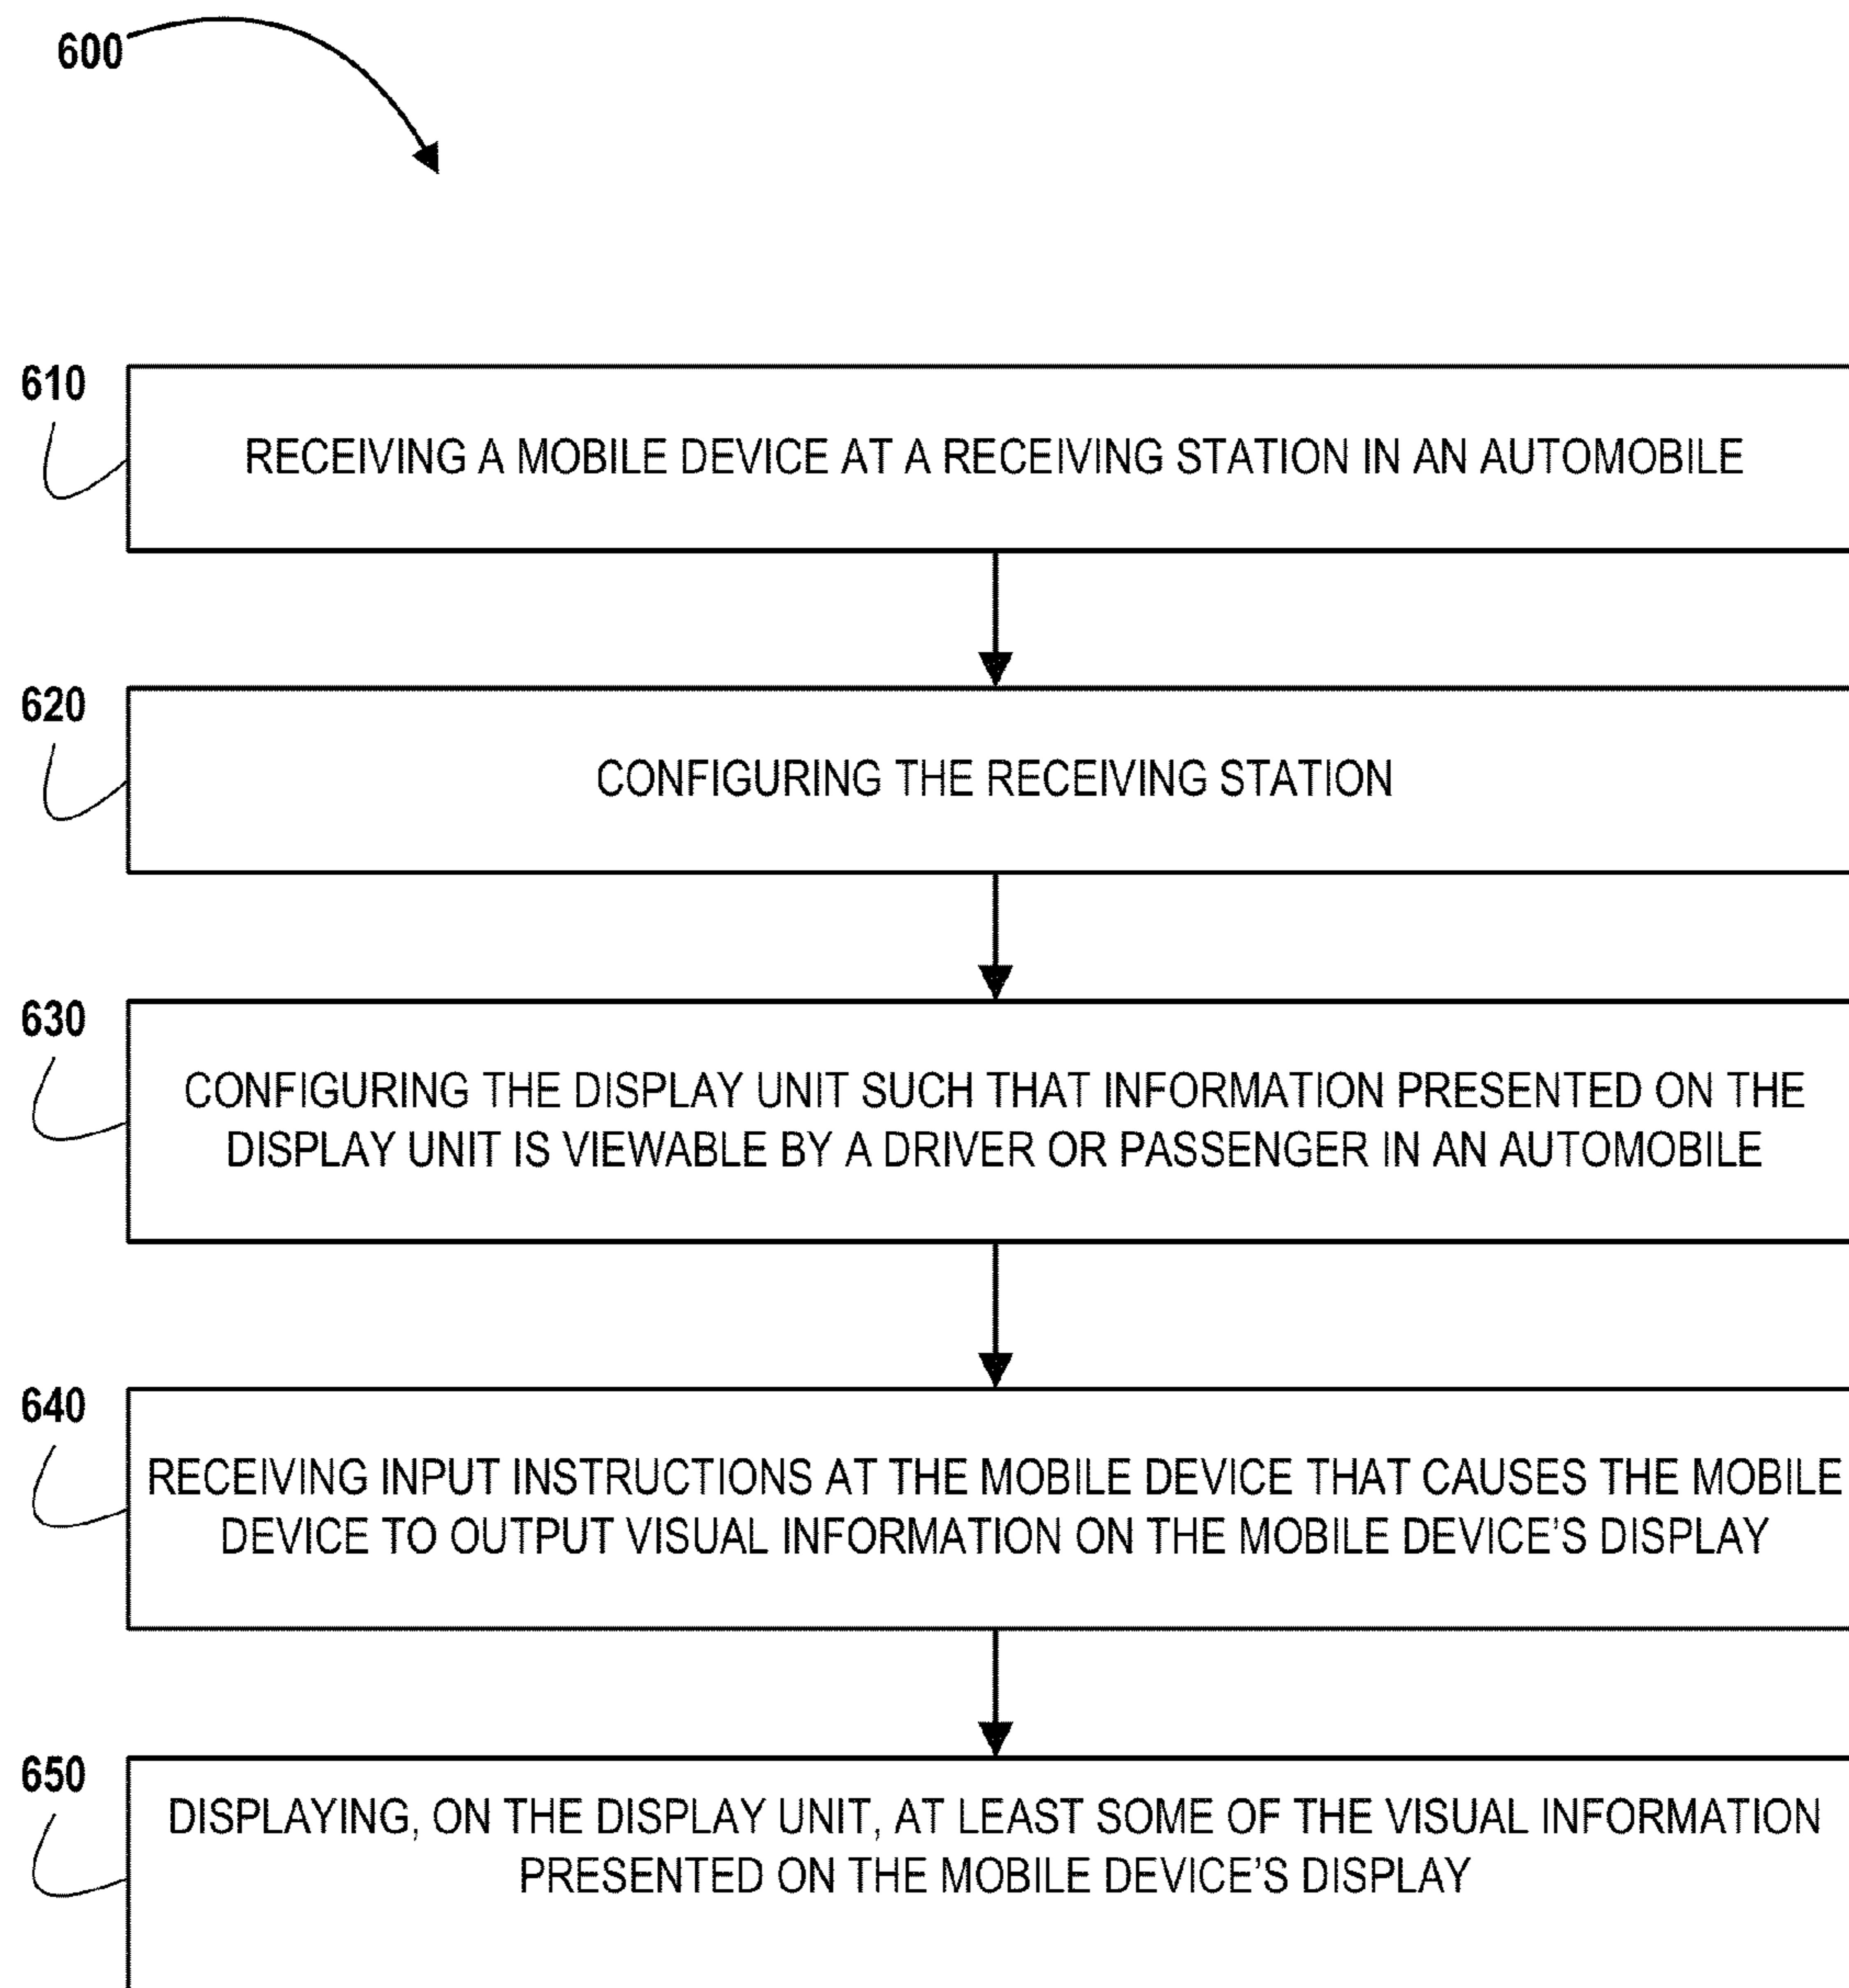 600
610
RECEIVING A MOBILE DEVICE AT A RECEIVING STATION IN AN AUTOMOBILE
620
CONFIGURING THE RECEIVING STATION
630
CONFIGURING THE DISPLAY UNIT SUCH THAT INFORMATION PRESENTED ON THE
DISPLAY UNIT IS VIEWABLE BY A DRIVER OR PASSENGER IN AN AUTOMOBILE
640
RECEIVING INPUT INSTRUCTIONS AT THE MOBILE DEVICE THAT CAUSES THE MOBILE
DEVICE TO OUTPUT VISUAL INFORMATION ON THE MOBILE DEVICE'S DISPLAY
650
DISPLAYING, ON THE DISPLAY UNIT, AT LEAST SOME OF THE VISUAL INFORMATION
PRESENTED ON THE MOBILE DEVICE'S DISPLAY